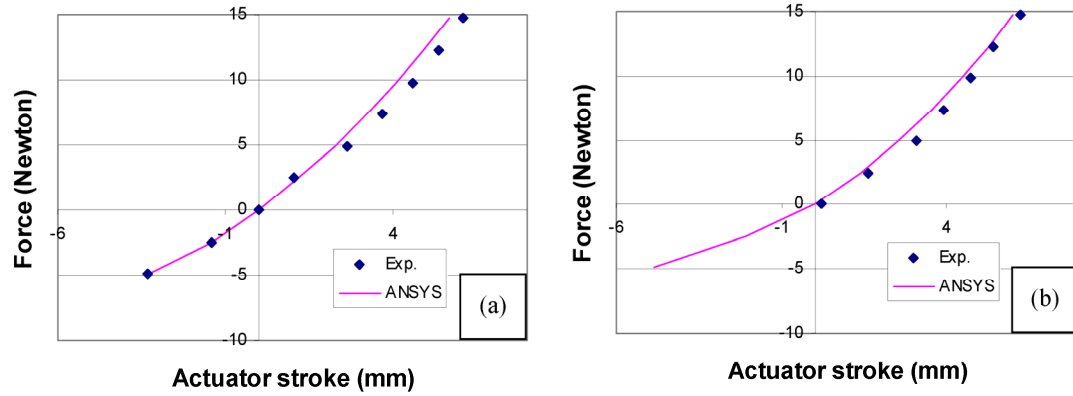 15
10
5
0
-6
-1
4
-5
-10
Force (Newton)
Exp.
ANSYS
(a)
Actuator stroke (mm)
15
10
5
0
-6
-1
4
-5
-10
Force (Newton)
Exp.
ANSYS
(b)
Actuator stroke (mm)